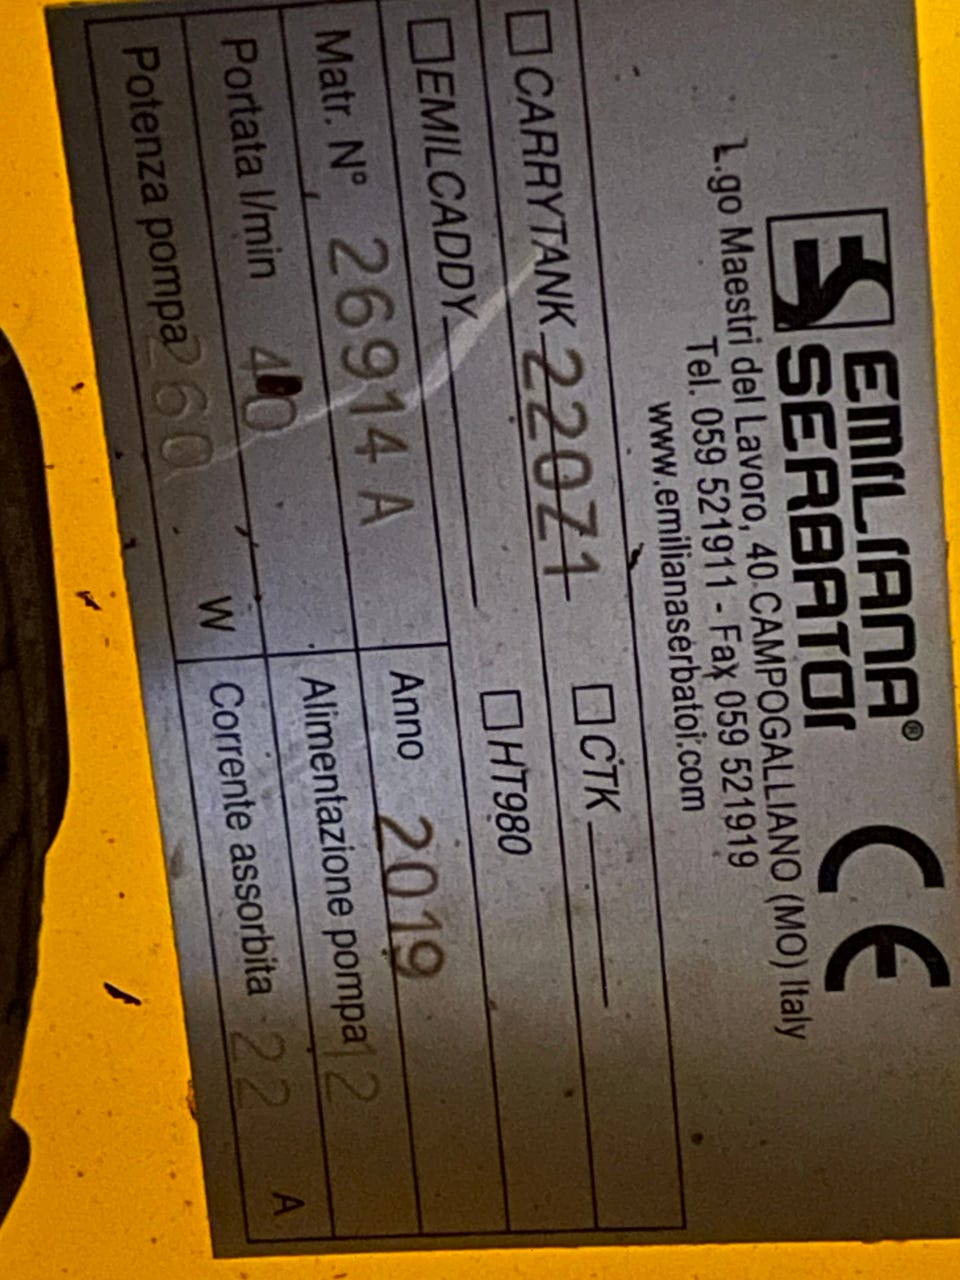 EMILIANA® CE
SERBATOI
L.go Maestri del Lavoro, 40 CAMPOGALLIANO (MO) Italy
Tel. 059 521911 - Fax 059 521919
www.emilianaserbatoi.com
□CARRYTANK 22071 □CTK
□EMILCADDY □HT980
Matr. N° 26914 A Anno 2019
Portata l/min 40 Alimentazione pompa 12
Potenza pompa 260 W Corrente assorbita 22 A